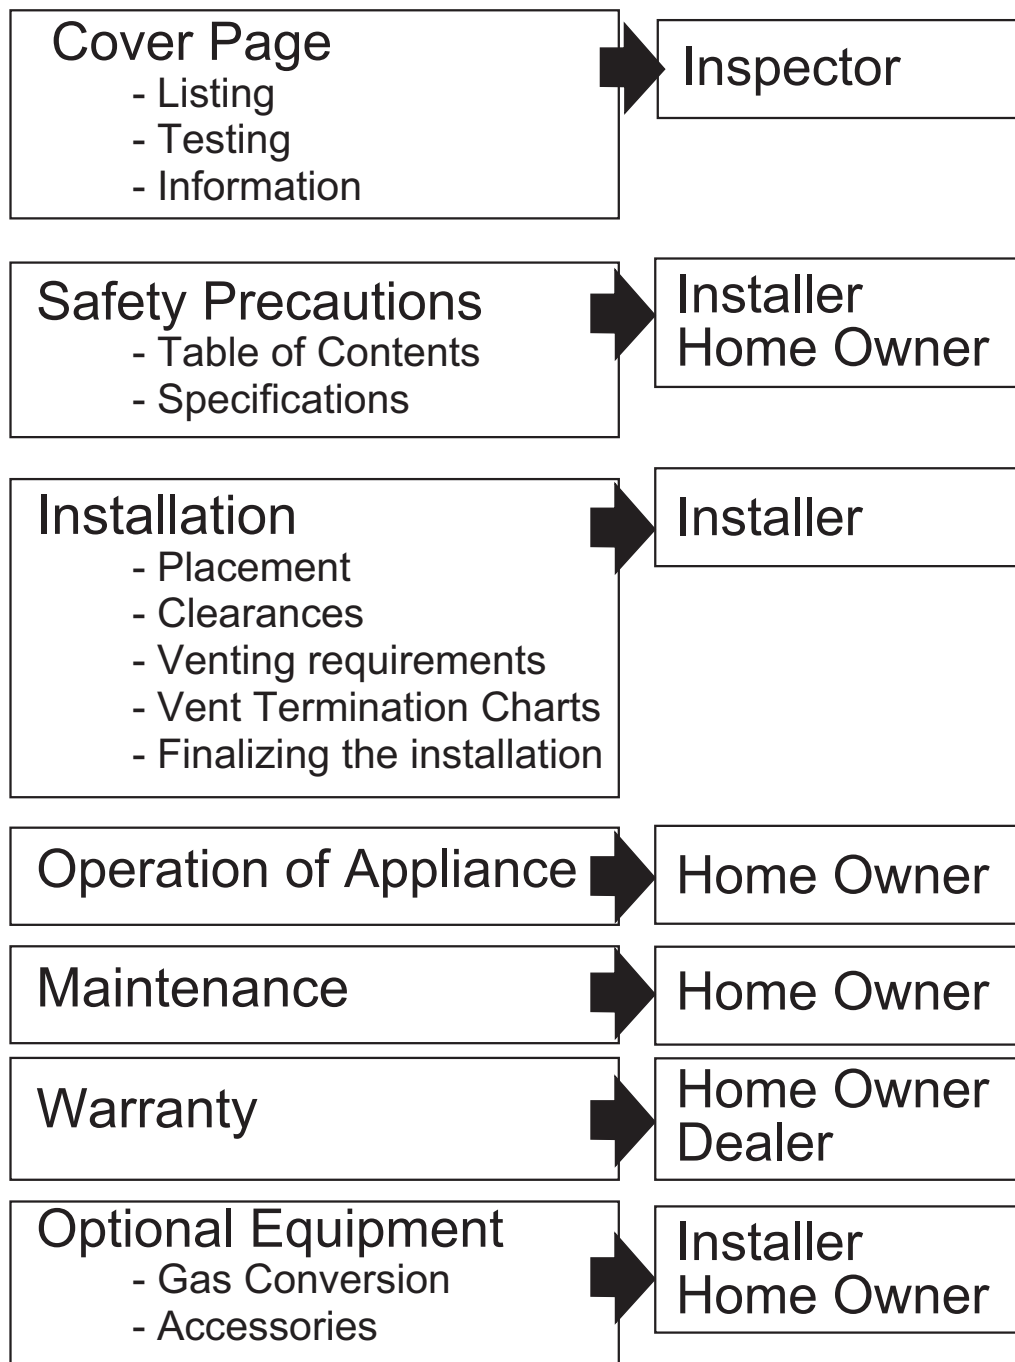 Cover Page
- Listing
- Testing
- Information
Inspector
Safety Precautions
- Table of Contents
- Specifications
Installer
Home Owner
Installation
- Placement
- Clearances
- Venting requirements
- Vent Termination Charts
- Finalizing the installation
Installer
Operation of Appliance
Home Owner
Maintenance
Home Owner
Warranty
Home Owner
Dealer
Optional Equipment
- Gas Conversion
- Accessories
Installer
Home Owner